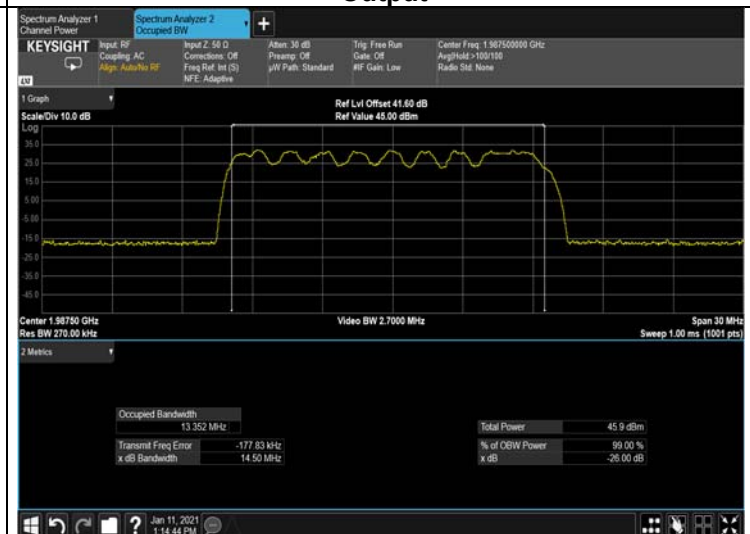 Output
Spectrum Analyzer 1
Channel Power
Spectrum Analyzer 2
Occupied BW
+
KEYSIGHT
Input: RF
Coupling: AC
Align: Auto/No RF
Input Z: 50 Ω
Corrections: Off
Freq Ref: Int (S)
NFE: Adaptive
Atten: 30 dB
Preamp: Off
µW Path: Standard
Trig: Free Run
Gate: Off
#IF Gain: Low
Center Freq: 1.987500000 GHz
Avg|Hold:>100/100
Radio Std: None
LXI
1 Graph
Scale/Div 10.0 dB
Ref Lvl Offset 41.60 dB
Ref Value 45.00 dBm
Log
35.0
25.0
15.0
5.00
-5.00
-15.0
-25.0
-35.0
-45.0
Center 1.98750 GHz
Res BW 270.00 kHz
Video BW 2.7000 MHz
Span 30 MHz
Sweep 1.00 ms (1001 pts)
2 Metrics
Occupied Bandwidth
13.352 MHz
Total Power 45.9 dBm
Transmit Freq Error -177.83 kHz
% of OBW Power 99.00 %
x dB Bandwidth 14.50 MHz
x dB -26.00 dB
?
Jan 11, 2021
1:14:44 PM